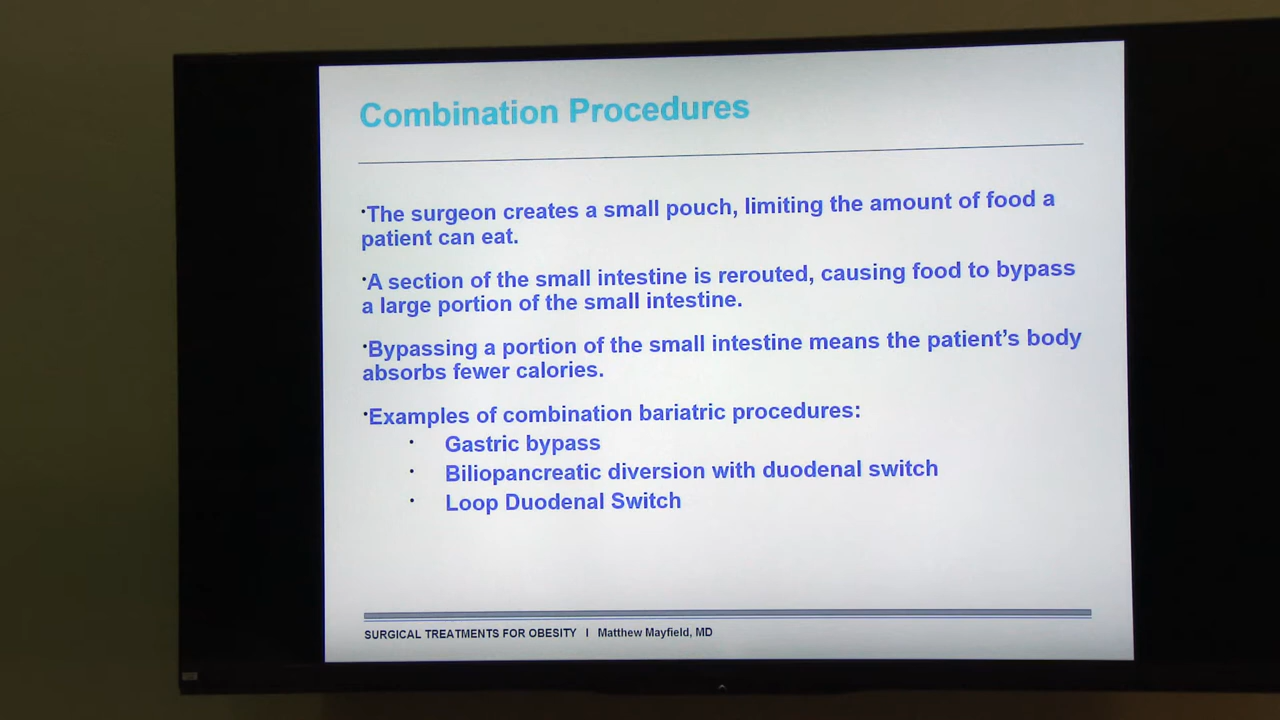 Combination Procedures
•The surgeon creates a small pouch, limiting the amount of food a
patient can eat.
•A section of the small intestine is rerouted, causing food to bypass
a large portion of the small intestine.
•Bypassing a portion of the small intestine means the patient’s body
absorbs fewer calories.
•Examples of combination bariatric procedures:
• Gastric bypass
• Biliopancreatic diversion with duodenal switch
• Loop Duodenal Switch
SURGICAL TREATMENTS FOR OBESITY I Matthew Mayfield, MD